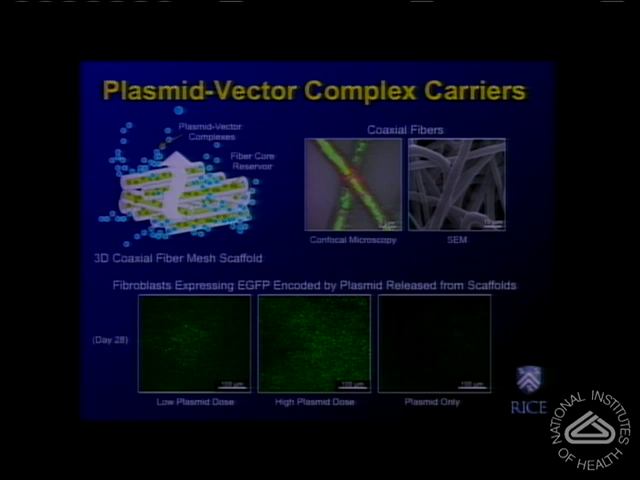 Plasmid-Vector Complex Carriers
Plasmid-Vector
Complexes
Fiber Core
Reservoir
3D Coaxial Fiber Mesh Scaffold
Coaxial Fibers
Confocal Microscopy
SEM
Fibroblasts Expressing EGFP Encoded by Plasmid Released from Scaffolds
(Day 28)
100 µm
100 µm
100 µm
Low Plasmid Dose
High Plasmid Dose
Plasmid Only
RICE
NATIONAL INSTITUTES
OF HEALTH